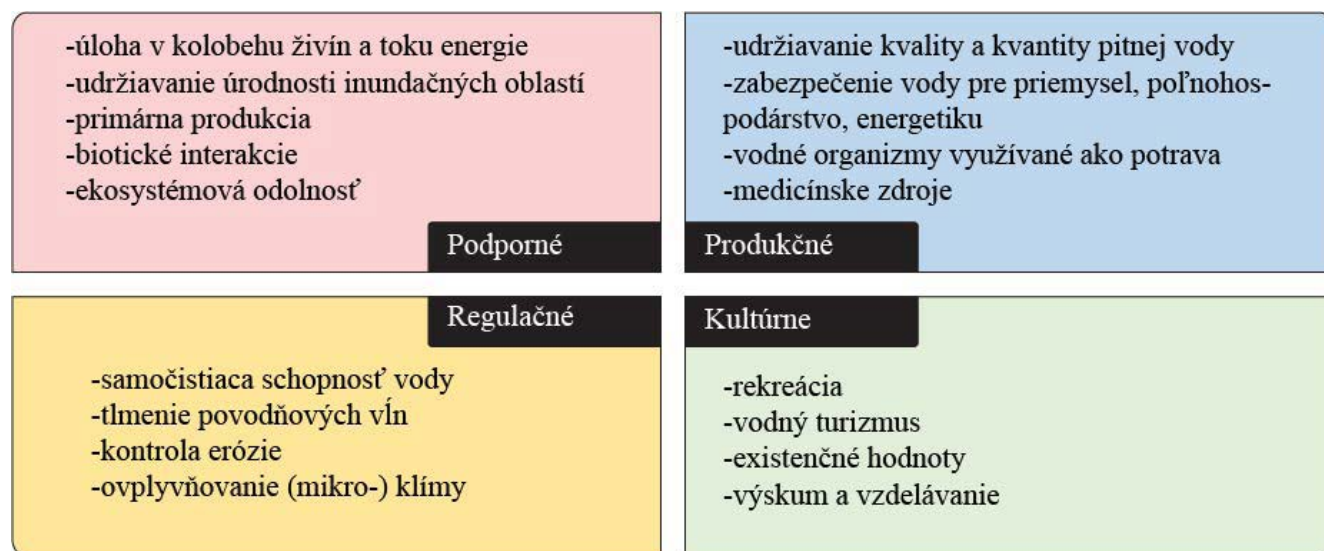 -úloha v kolobehu živín a toku energie
-udržiavanie úrodnosti inundačných oblastí
-primárna produkcia
-biotické interakcie
-ekosystémová odolnosť
Podporné
-udržiavanie kvality a kvantity pitnej vody
-zabezpečenie vody pre priemysel, poľnohos-
podárstvo, energetiku
-vodné organizmy využívané ako potrava
-medicínske zdroje
Produkčné
Regulačné
-samočistiaca schopnosť vody
-tlmenie povodňových vĺn
-kontrola erózie
-ovplyvňovanie (mikro-) klímy
Kultúrne
-rekreácia
-vodný turizmus
-existenčné hodnoty
-výskum a vzdelávanie